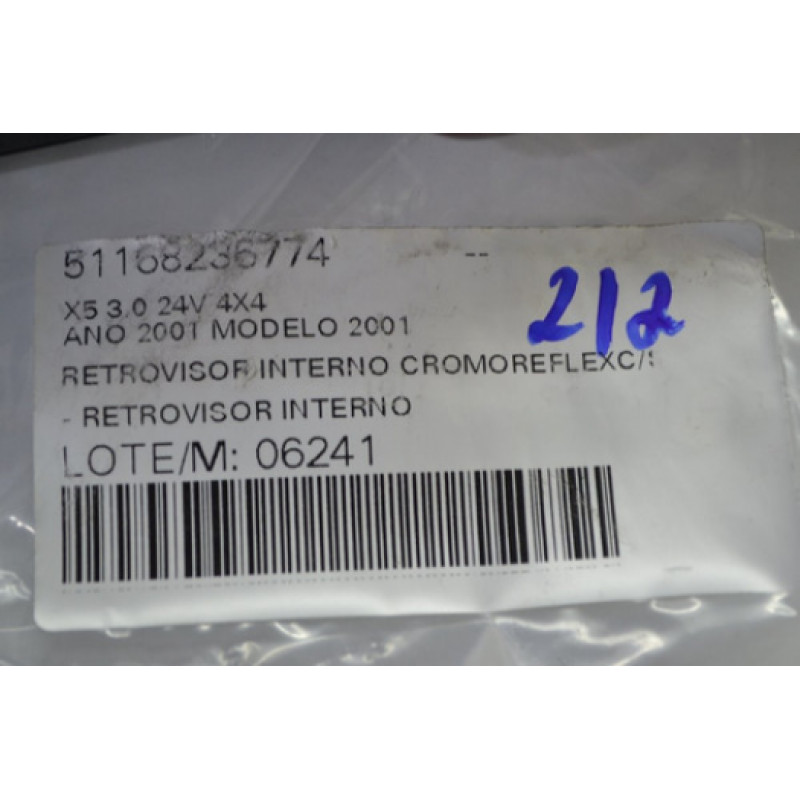 51168236774 --
X5 3.0 24V 4X4
ANO 2001 MODELO 2001
212
RETROVISOR INTERNO CROMOREFLEXC/
- RETROVISOR INTERNO
LOTE/M: 06241